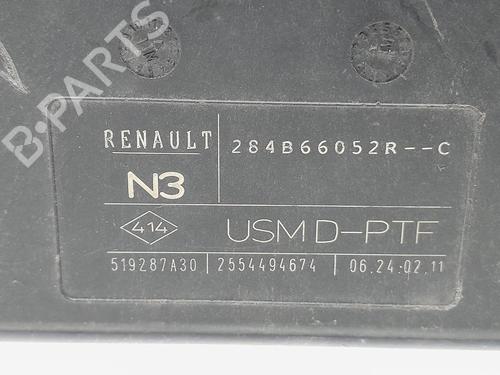 B-PARTS
RENAULT 284B66052R--C
N3
414 USM D-PTF
519287A30 2554494674 06.24.02.11